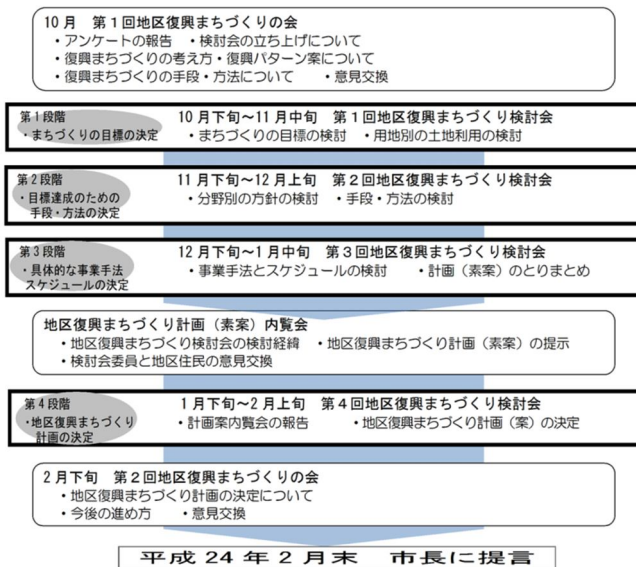 10月 第1回地区復興まちづくりの会
・アンケートの報告 ・検討会の立ち上げについて
・復興まちづくりの考え方・復興パターン案について
・復興まちづくりの手段・方法について ・意見交換
第1段階
・まちづくりの目標の決定
10月下旬~11月中旬 第1回地区復興まちづくり検討会
・まちづくりの目標の検討 ・用地別の土地利用の検討
第2段階
・目標達成のための
手段・方法の決定
11月下旬~12月上旬 第2回地区復興まちづくり検討会
・分野別の方針の検討 ・手段・方法の検討
第3段階
・具体的な事業手法
スケジュールの決定
12月下旬~1月中旬 第3回地区復興まちづくり検討会
・事業手法とスケジュールの検討 ・計画(素案)のとりまとめ
地区復興まちづくり計画(素案)内覧会
・地区復興まちづくり検討会の検討経緯 ・地区復興まちづくり計画(素案)の提示
・検討会委員と地区住民の意見交換
第4段階
・地区復興まちづくり
計画の決定
1月下旬~2月上旬 第4回地区復興まちづくり検討会
・計画案内覧会の報告 ・地区復興まちづくり計画(案)の決定
2月下旬 第2回地区復興まちづくりの会
・地区復興まちづくり計画の決定について
・今後の進め方 ・意見交換
平成24年2月末 市長に提言